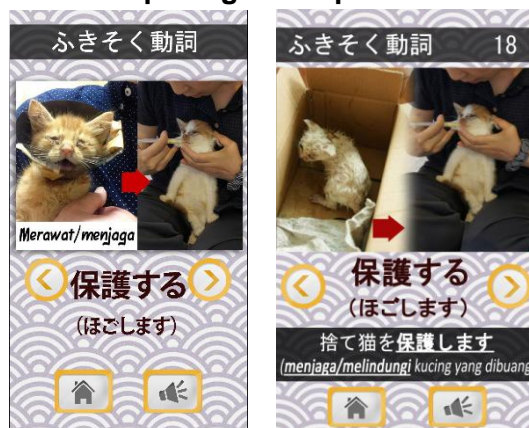 ふきそく動詞
Merawat/menjaga
保護する
(ほごします)
ふきそく動詞 18
保護する
(ほごします)
捨て猫を保護します
(menjaga/melindungi kucing yang dibuang